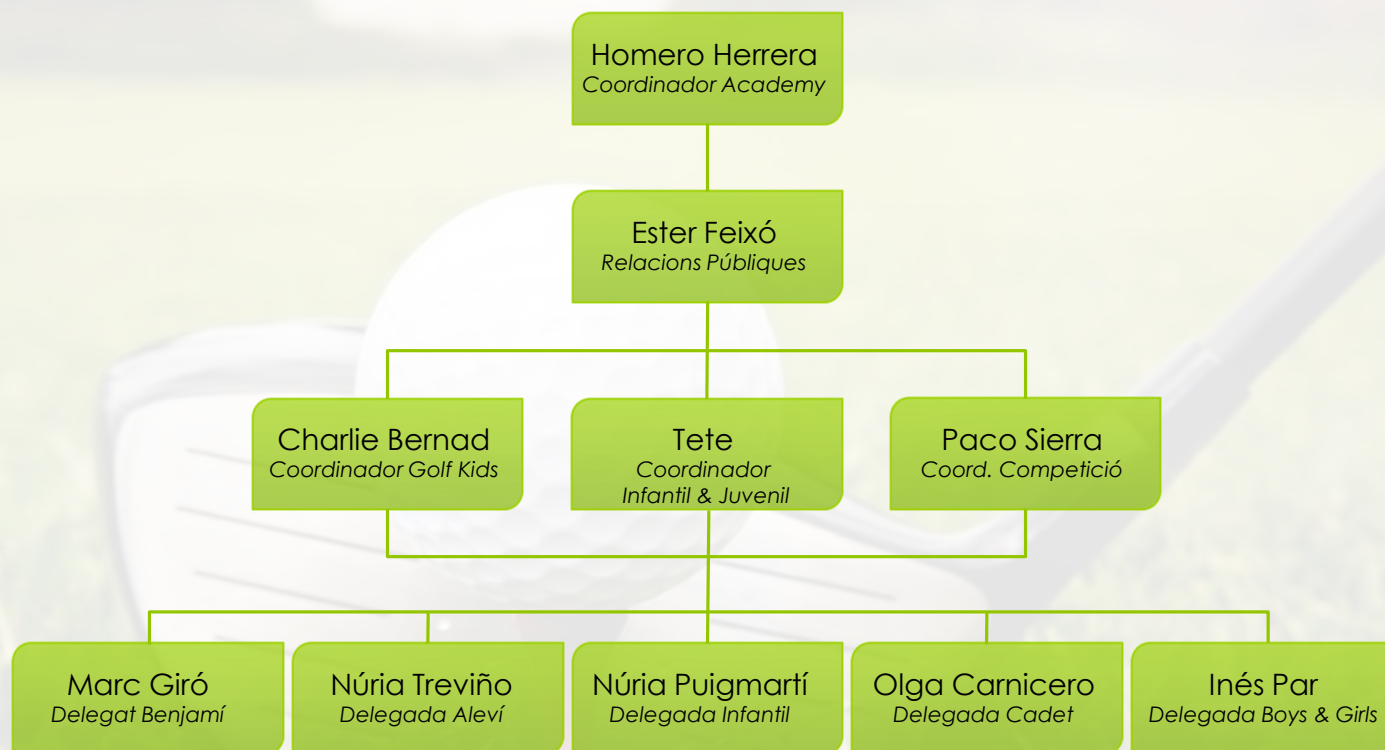 Homero Herrera
Coordinador Academy
Ester Feixó
Relacions Públiques
Charlie Bernad
Coordinador Golf Kids
Tete
Coordinador
Infantil & Juvenil
Paco Sierra
Coord. Competició
Marc Giró
Delegat Benjamí
Núria Treviño
Delegada Aleví
Núria Puigmartí
Delegada Infantil
Olga Carnicero
Delegada Cadet
Inés Par
Delegada Boys & Girls